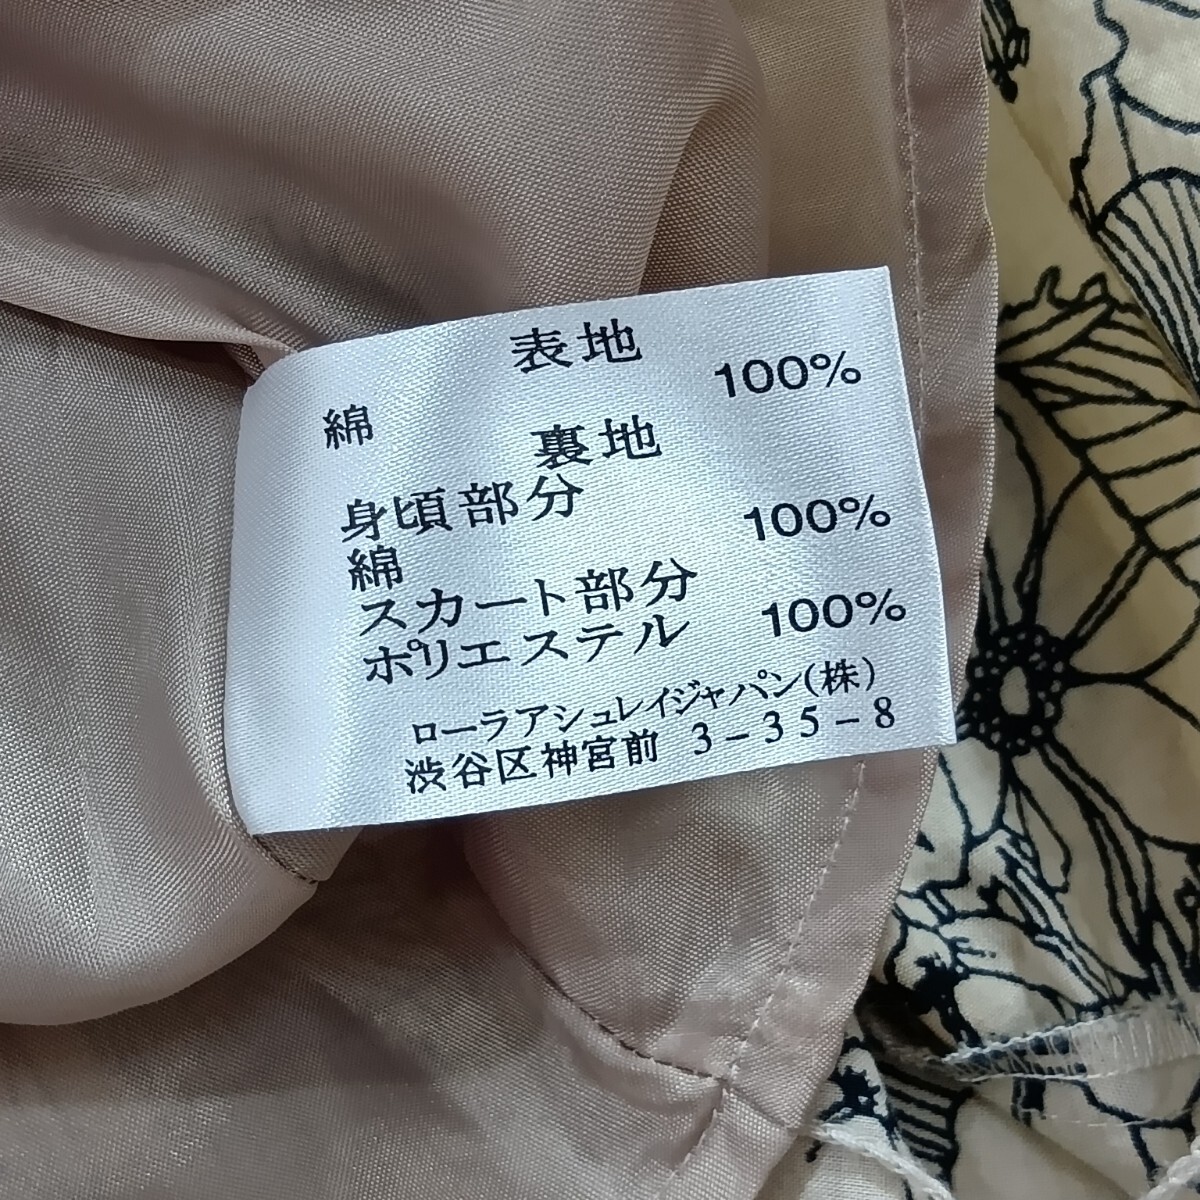 表地
綿 100%
裏地
身頃部分
綿 100%
スカート部分
ポリエステル 100%
ローラアシュレイジャパン(株)
渋谷区神宮前 3-35-8